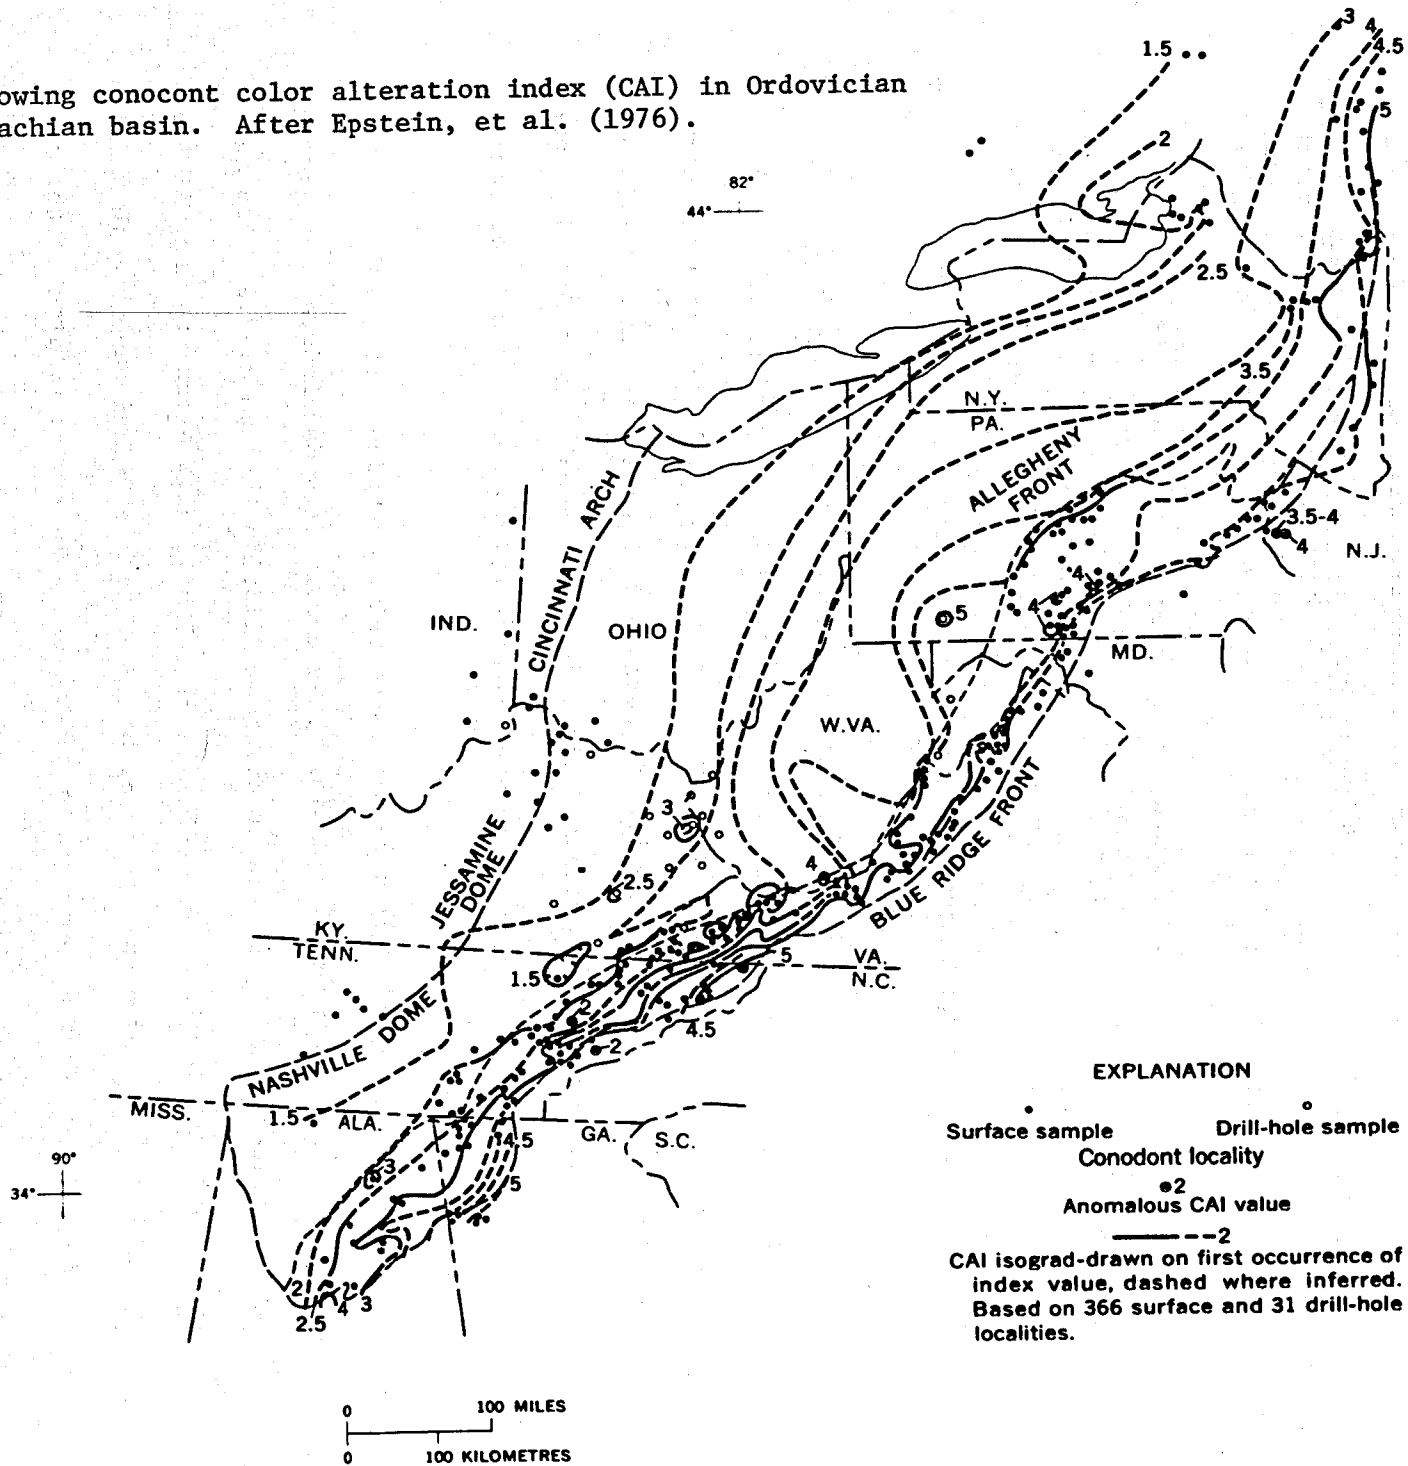 owing conocont color alteration index (CAI) in Ordovician
achian basin. After Epstein, et al. (1976).
3
4
4.5
1.5
5
2
82°
44°
2.5
3.5
N.Y.
PA.
ALLEGHENY
FRONT
CINCINNATI ARCH
3.5-4
4
N.J.
IND.
OHIO
4
4
5
MD.
W.VA.
3
JESSAMINE
DOME
4
BLUE RIDGE FRONT
2.5
KY.
TENN.
1.5
5
VA.
N.C.
2
4.5
2
NASHVILLE DOME
MISS.
1.5
ALA.
GA.
S.C.
4.5
3
5
90°
34°
2
2.5
4
2
3
EXPLANATION
Surface sample
Drill-hole sample
Conodont locality
2
Anomalous CAI value
2
CAI isograd-drawn on first occurrence of
index value, dashed where inferred.
Based on 366 surface and 31 drill-hole
localities.
0
100 MILES
0
100 KILOMETRES